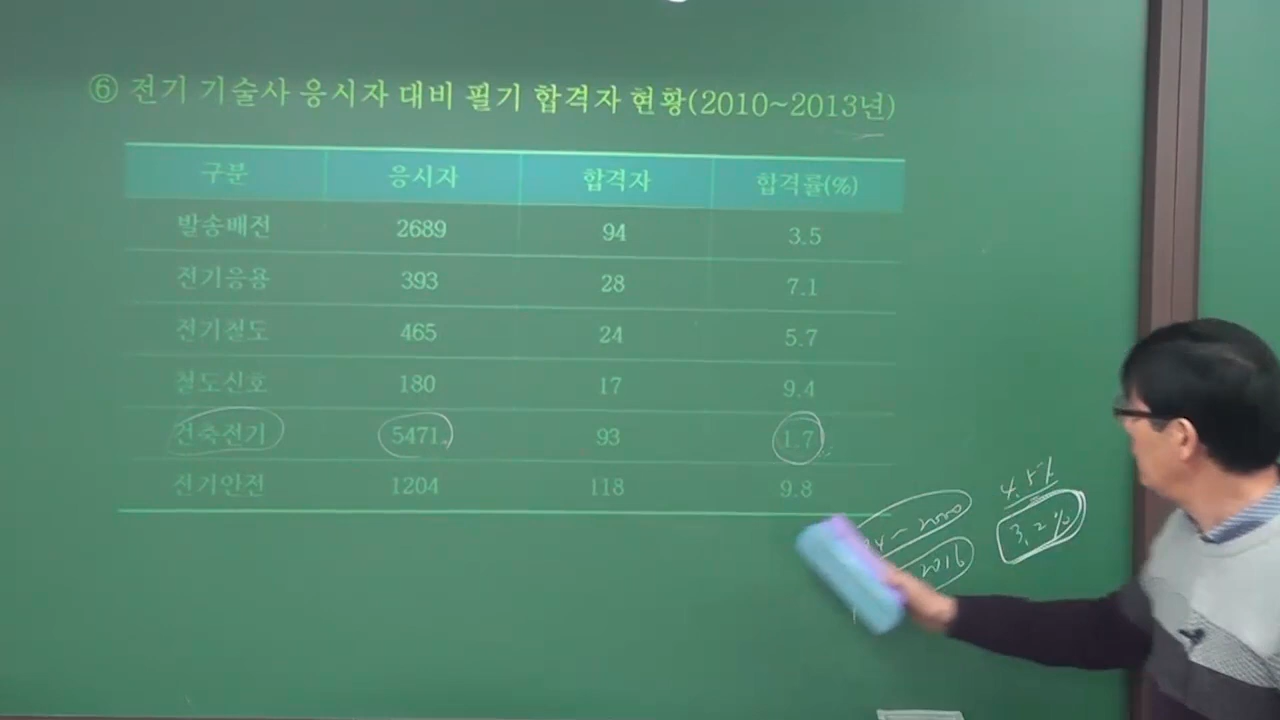 ⑥ 전기 기술사 응시자 대비 필기 합격자 현황(2010~2013년)
구분 응시자 합격자 합격률(%)
발송배전 2689 94 3.5
전기응용 393 28 7.1
전기철도 465 24 5.7
철도신호 180 17 9.4
건축전기 5471 93 1.7
전기안전 1204 118 9.8
4.5%
~ 2000
3.2%
2016